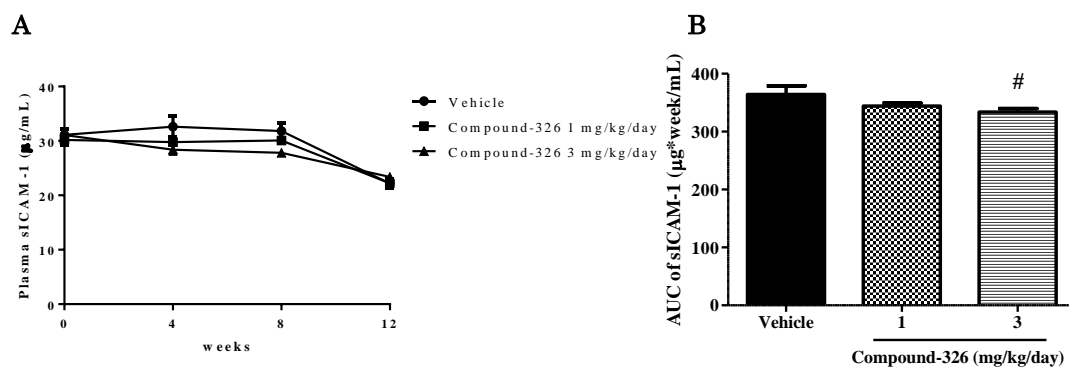 A
Plasma sICAM-1 (μg/mL)
40
30
20
10
0
0 4 8 12
weeks
Vehicle
Compound-326 1 mg/kg/day
Compound-326 3 mg/kg/day
B
AUC of sICAM-1 (μg*week/mL)
400
300
200
100
0
#
Vehicle 1 3
Compound-326 (mg/kg/day)